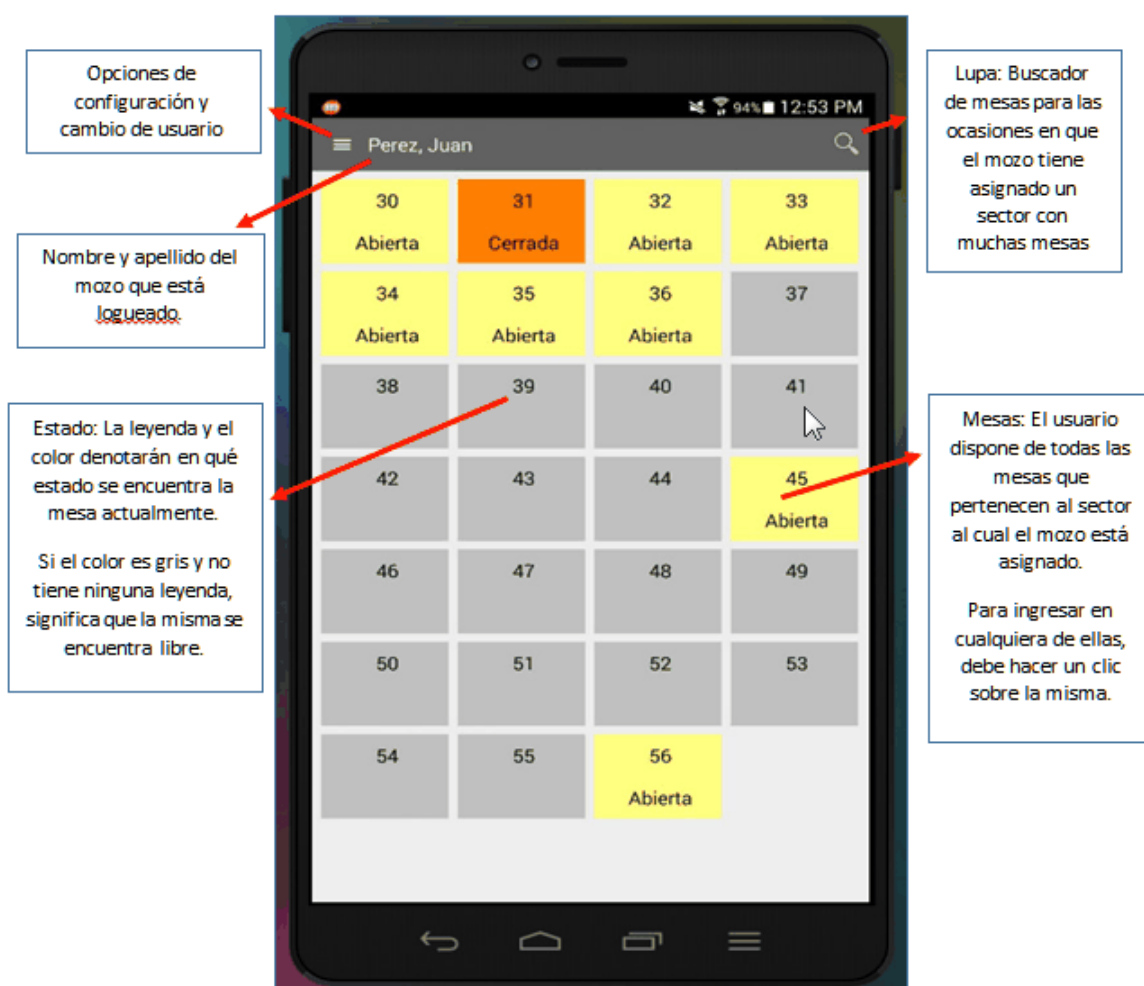 Opciones de
configuración y
cambio de usuario
Nombre y apellido del
mozo que está
logueado.
Estado: La leyenda y el
color denotarán en qué
estado se encuentra la
mesa actualmente.
Si el color es gris y no
tiene ninguna leyenda,
significa que la misma se
encuentra libre.
94% 12:53 PM
Perez, Juan
30 31 32 33
Abierta Cerrada Abierta Abierta
34 35 36 37
Abierta Abierta Abierta
38 39 40 41
42 43 44 45
Abierta
46 47 48 49
50 51 52 53
54 55 56
Abierta
Lupa: Buscador
de mesas para las
ocasiones en que
el mozo tiene
asignado un
sector con
muchas mesas
Mesas: El usuario
dispone de todas las
mesas que
pertenecen al sector
al cual el mozo está
asignado.
Para ingresar en
cualquiera de ellas,
debe hacer un clic
sobre la misma.